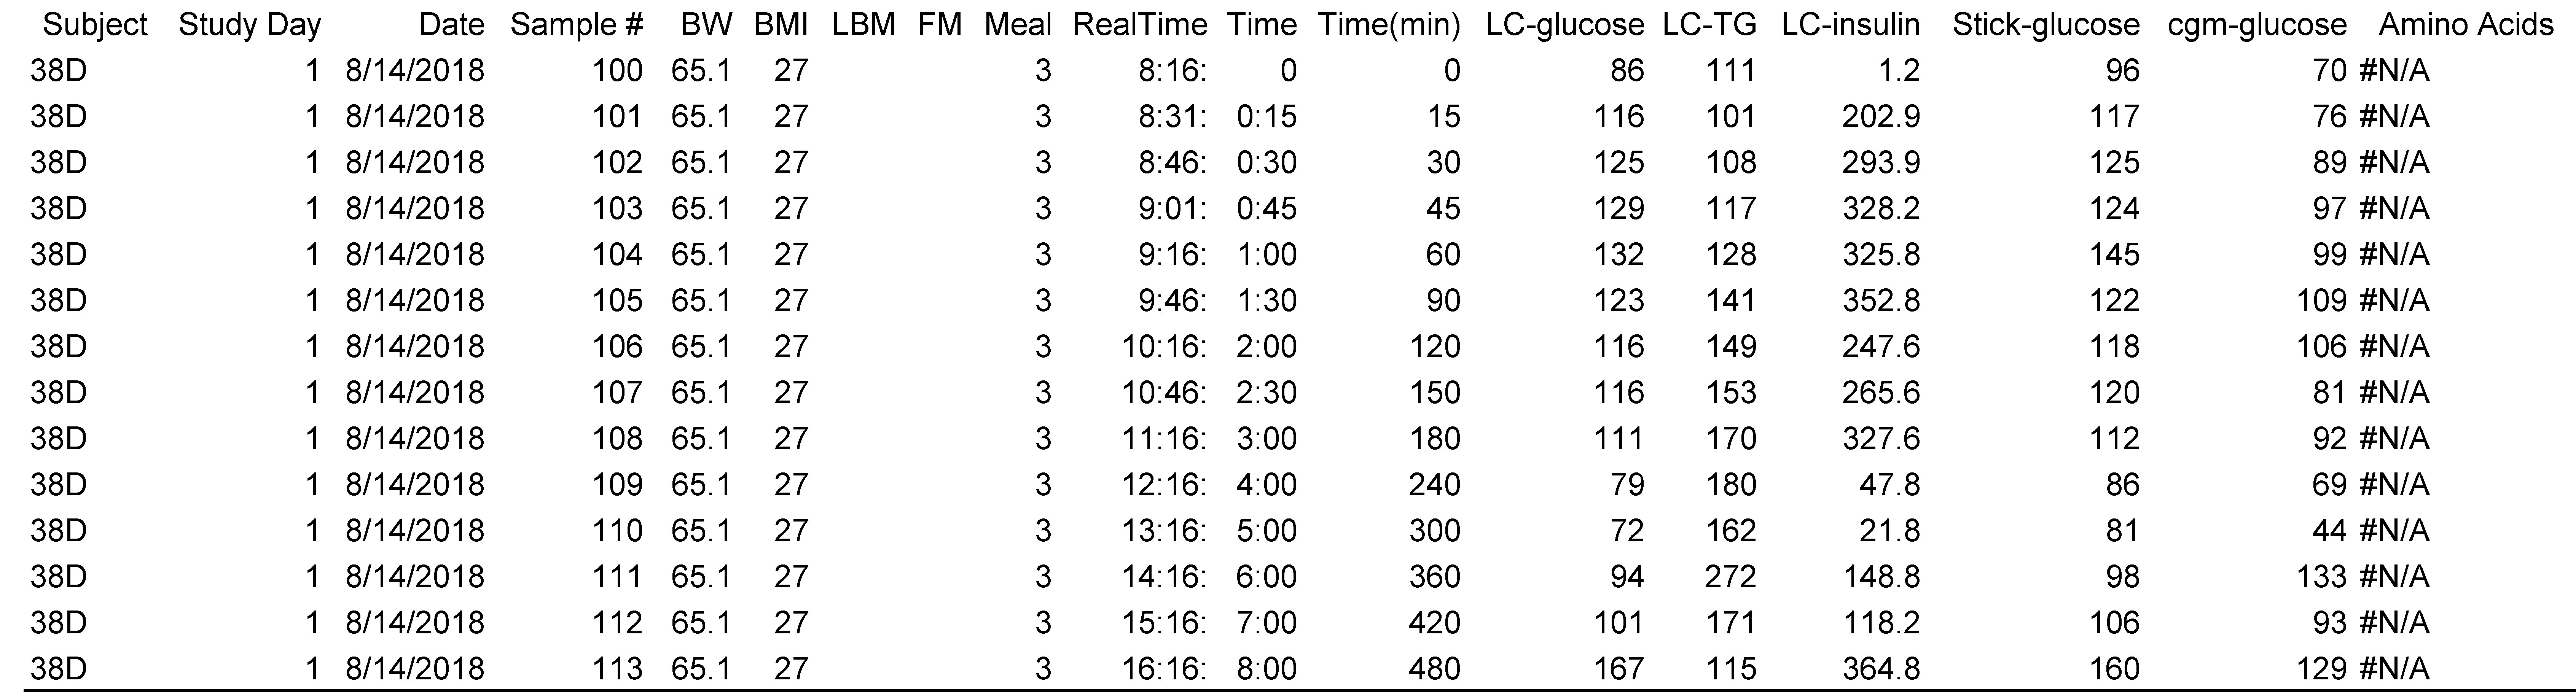 Subject Study Day Date Sample # BW BMI LBM FM Meal RealTime Time Time(min) LC-glucose LC-TG LC-insulin Stick-glucose cgm-glucose Amino Acids
38D 1 8/14/2018 100 65.1 27 3 8:16: 0 0 86 111 1.2 96 70 #N/A
38D 1 8/14/2018 101 65.1 27 3 8:31: 0:15 15 116 101 202.9 117 76 #N/A
38D 1 8/14/2018 102 65.1 27 3 8:46: 0:30 30 125 108 293.9 125 89 #N/A
38D 1 8/14/2018 103 65.1 27 3 9:01: 0:45 45 129 117 328.2 124 97 #N/A
38D 1 8/14/2018 104 65.1 27 3 9:16: 1:00 60 132 128 325.8 145 99 #N/A
38D 1 8/14/2018 105 65.1 27 3 9:46: 1:30 90 123 141 352.8 122 109 #N/A
38D 1 8/14/2018 106 65.1 27 3 10:16: 2:00 120 116 149 247.6 118 106 #N/A
38D 1 8/14/2018 107 65.1 27 3 10:46: 2:30 150 116 153 265.6 120 81 #N/A
38D 1 8/14/2018 108 65.1 27 3 11:16: 3:00 180 111 170 327.6 112 92 #N/A
38D 1 8/14/2018 109 65.1 27 3 12:16: 4:00 240 79 180 47.8 86 69 #N/A
38D 1 8/14/2018 110 65.1 27 3 13:16: 5:00 300 72 162 21.8 81 44 #N/A
38D 1 8/14/2018 111 65.1 27 3 14:16: 6:00 360 94 272 148.8 98 133 #N/A
38D 1 8/14/2018 112 65.1 27 3 15:16: 7:00 420 101 171 118.2 106 93 #N/A
38D 1 8/14/2018 113 65.1 27 3 16:16: 8:00 480 167 115 364.8 160 129 #N/A